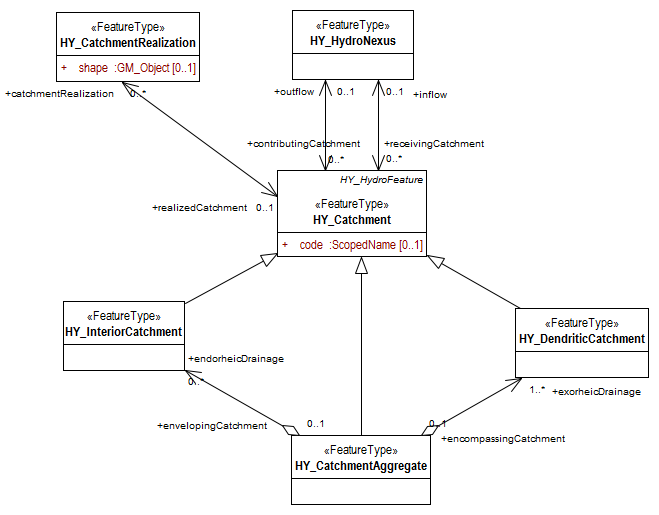 «FeatureType»
HY_CatchmentRealization
+ shape :GM_Object [0..1]
«FeatureType»
HY_HydroNexus
+catchmentRealization
0..*
+outflow
0..1
0..1
+inflow
+contributingCatchment
0..*
+receivingCatchment
0..*
+realizedCatchment
0..1
HY_HydroFeature
«FeatureType»
HY_Catchment
+ code :ScopedName [0..1]
«FeatureType»
HY_InteriorCatchment
«FeatureType»
HY_DendriticCatchment
+endorheicDrainage
0..*
1..*
+exorheicDrainage
+envelopingCatchment
0..1
0..1
+encompassingCatchment
«FeatureType»
HY_CatchmentAggregate